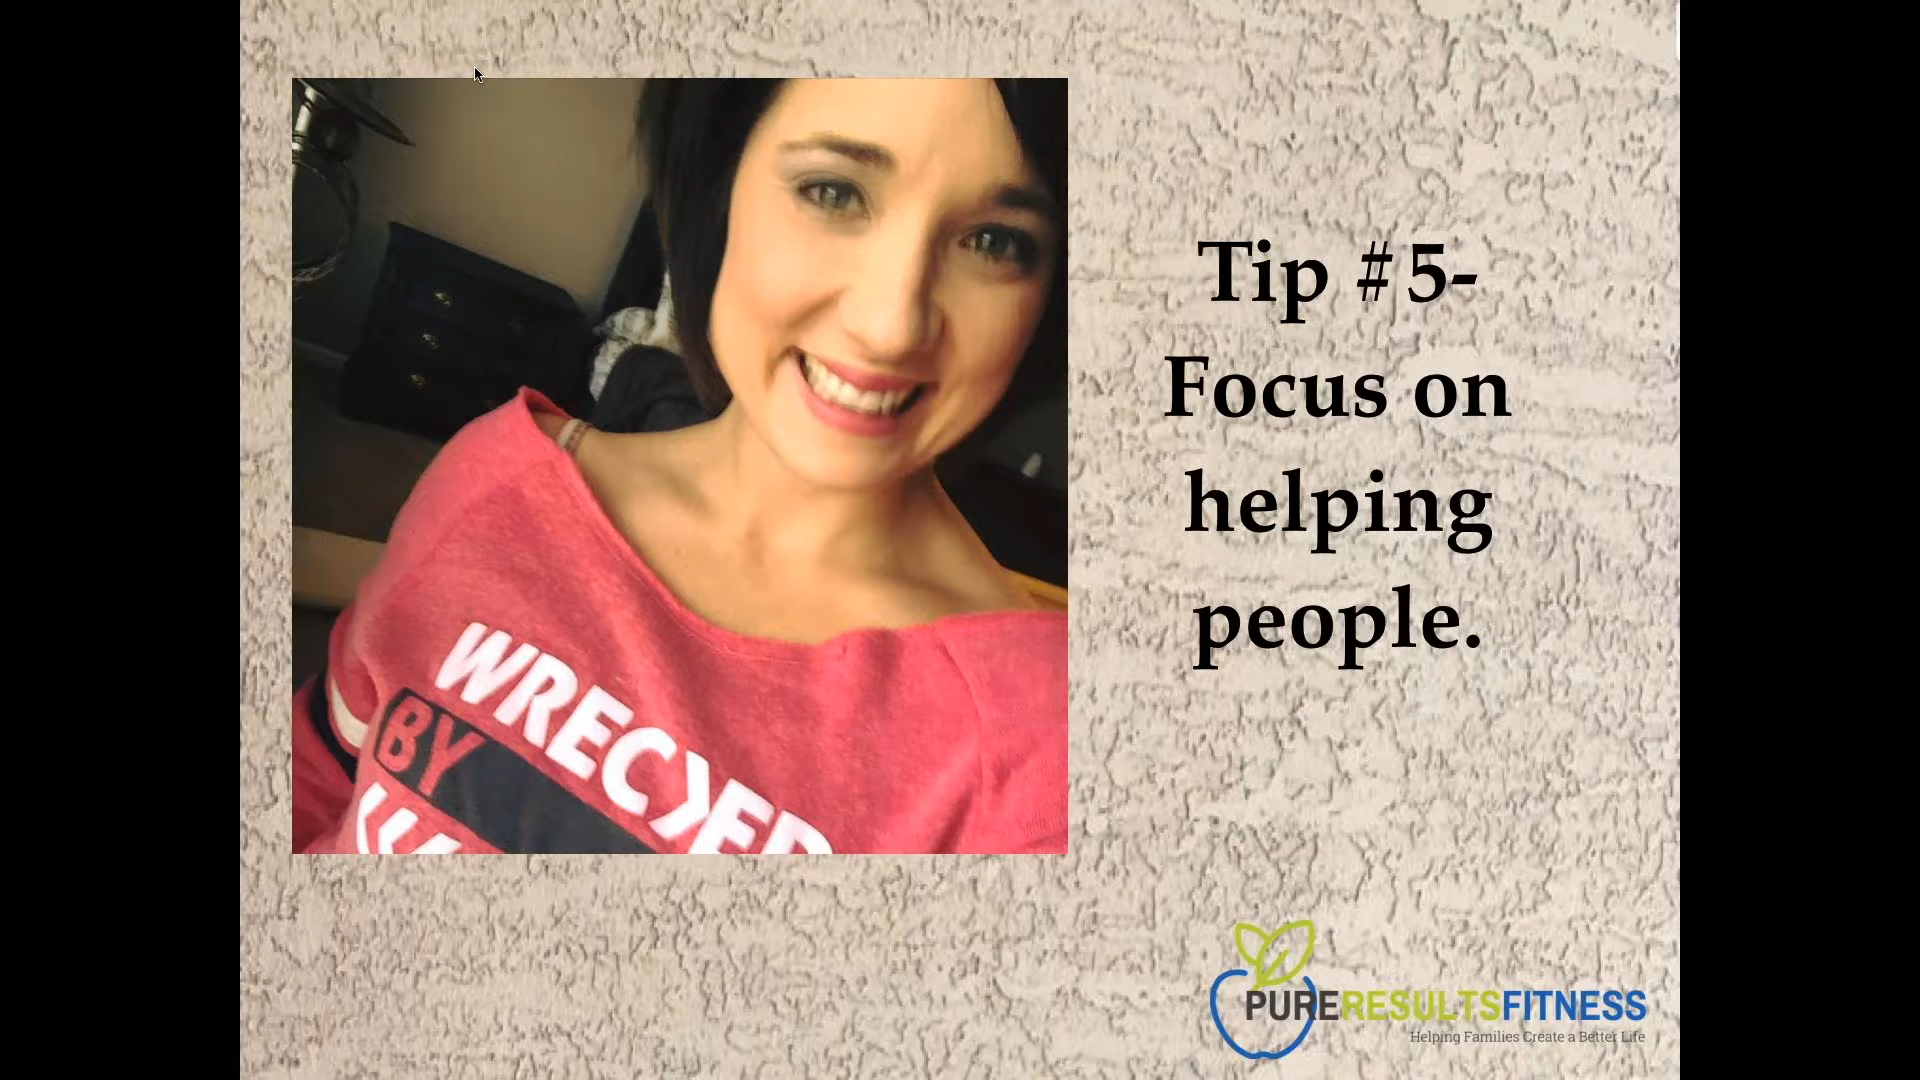 Tip #5-
Focus on
helping
people.
WRECKED
BY
PURERESULTSFITNESS
Helping Families Create a Better Life